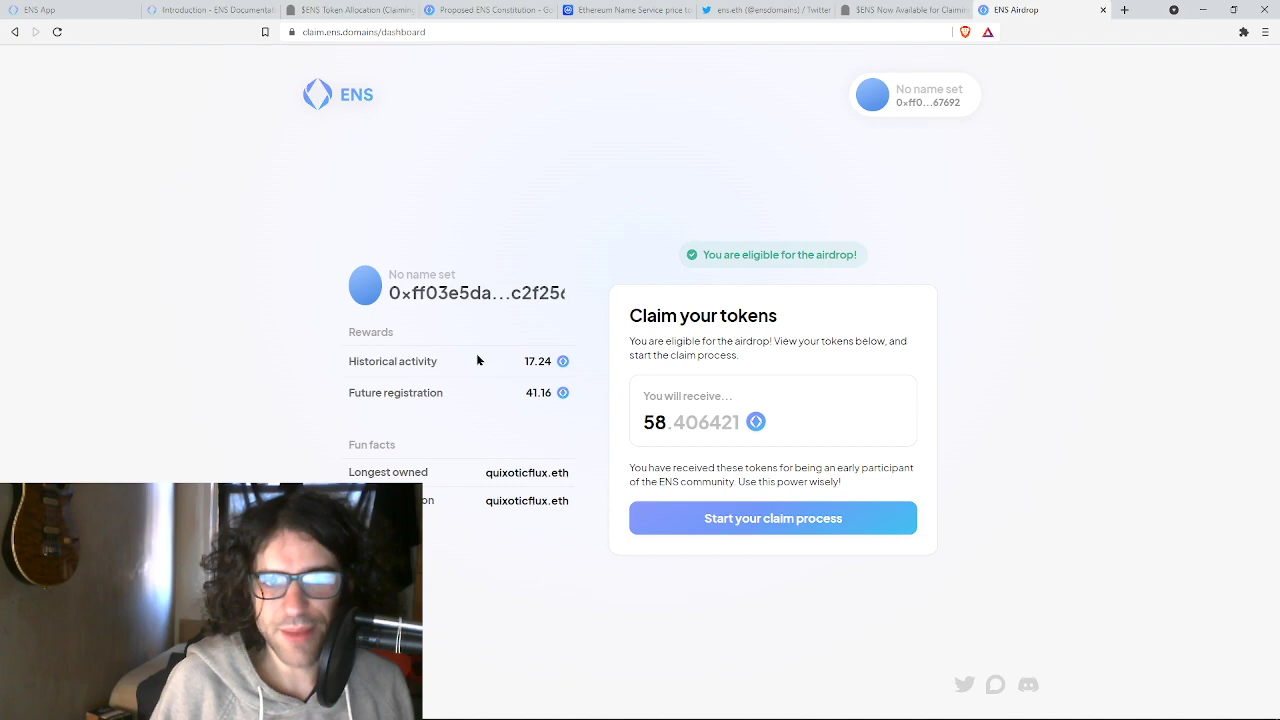 ENS App
Introduction - ENS Documentat
$ENS Token Allocation (Claiming
Proposed ENS Constitution - Go
Ethereum Name Service price to
ens.eth (@ensdomains) / Twitter
$ENS Now Available for Claimin
ENS Airdrop
claim.ens.domains/dashboard
ENS
No name set
0xff0...67692
You are eligible for the airdrop!
No name set
0xff03e5da...c2f256
Rewards
Historical activity 17.24
Future registration 41.16
Fun facts
Longest owned quixoticflux.eth
on quixoticflux.eth
Claim your tokens
You are eligible for the airdrop! View your tokens below, and
start the claim process.
You will receive...
58.406421
You have received these tokens for being an early participant
of the ENS community. Use this power wisely!
Start your claim process